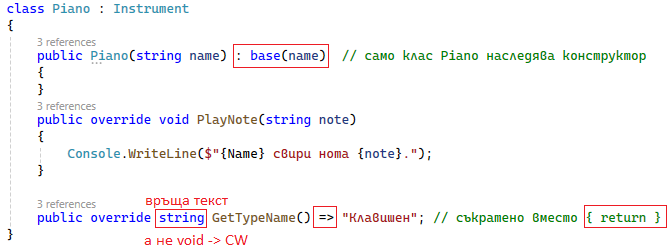 class Piano : Instrument
{
3 references
public Piano(string name) : base(name) // само клас Piano наследява конструктор
{
}
3 references
public override void PlayNote(string note)
{
Console.WriteLine($"{Name} свири нота {note}.");
}
3 references
връща текст
public override string GetTypeName() => "Клавишен"; // съкратено вместо { return }
}
а не void -> CW